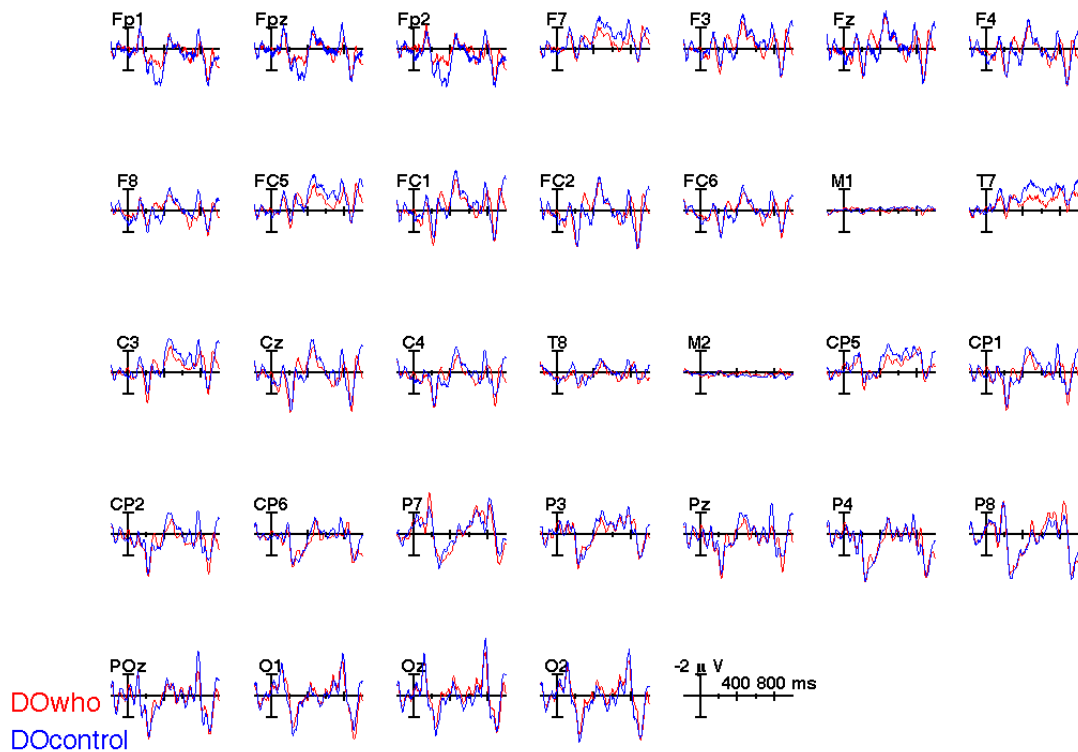 Fp1 Fpz Fp2 F7 F3 Fz F4
F8 FC5 FC1 FC2 FC6 M1 T7
C3 Cz C4 T8 M2 CP5 CP1
CP2 CP6 P7 P3 Pz P4 P8
POz O1 Oz O2 -2 μ V
400 800 ms
DOwho
DOcontrol